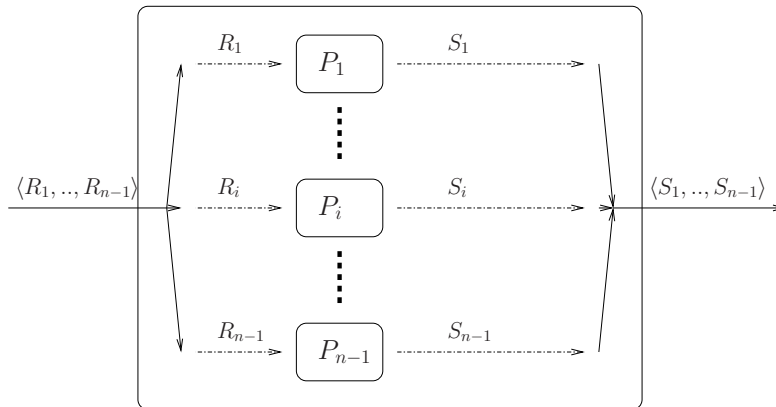 R₁ P₁ S₁
⟨R₁, .., Rₙ₋₁⟩ Rᵢ Pᵢ Sᵢ ⟨S₁, .., Sₙ₋₁⟩
Rₙ₋₁ Pₙ₋₁ Sₙ₋₁